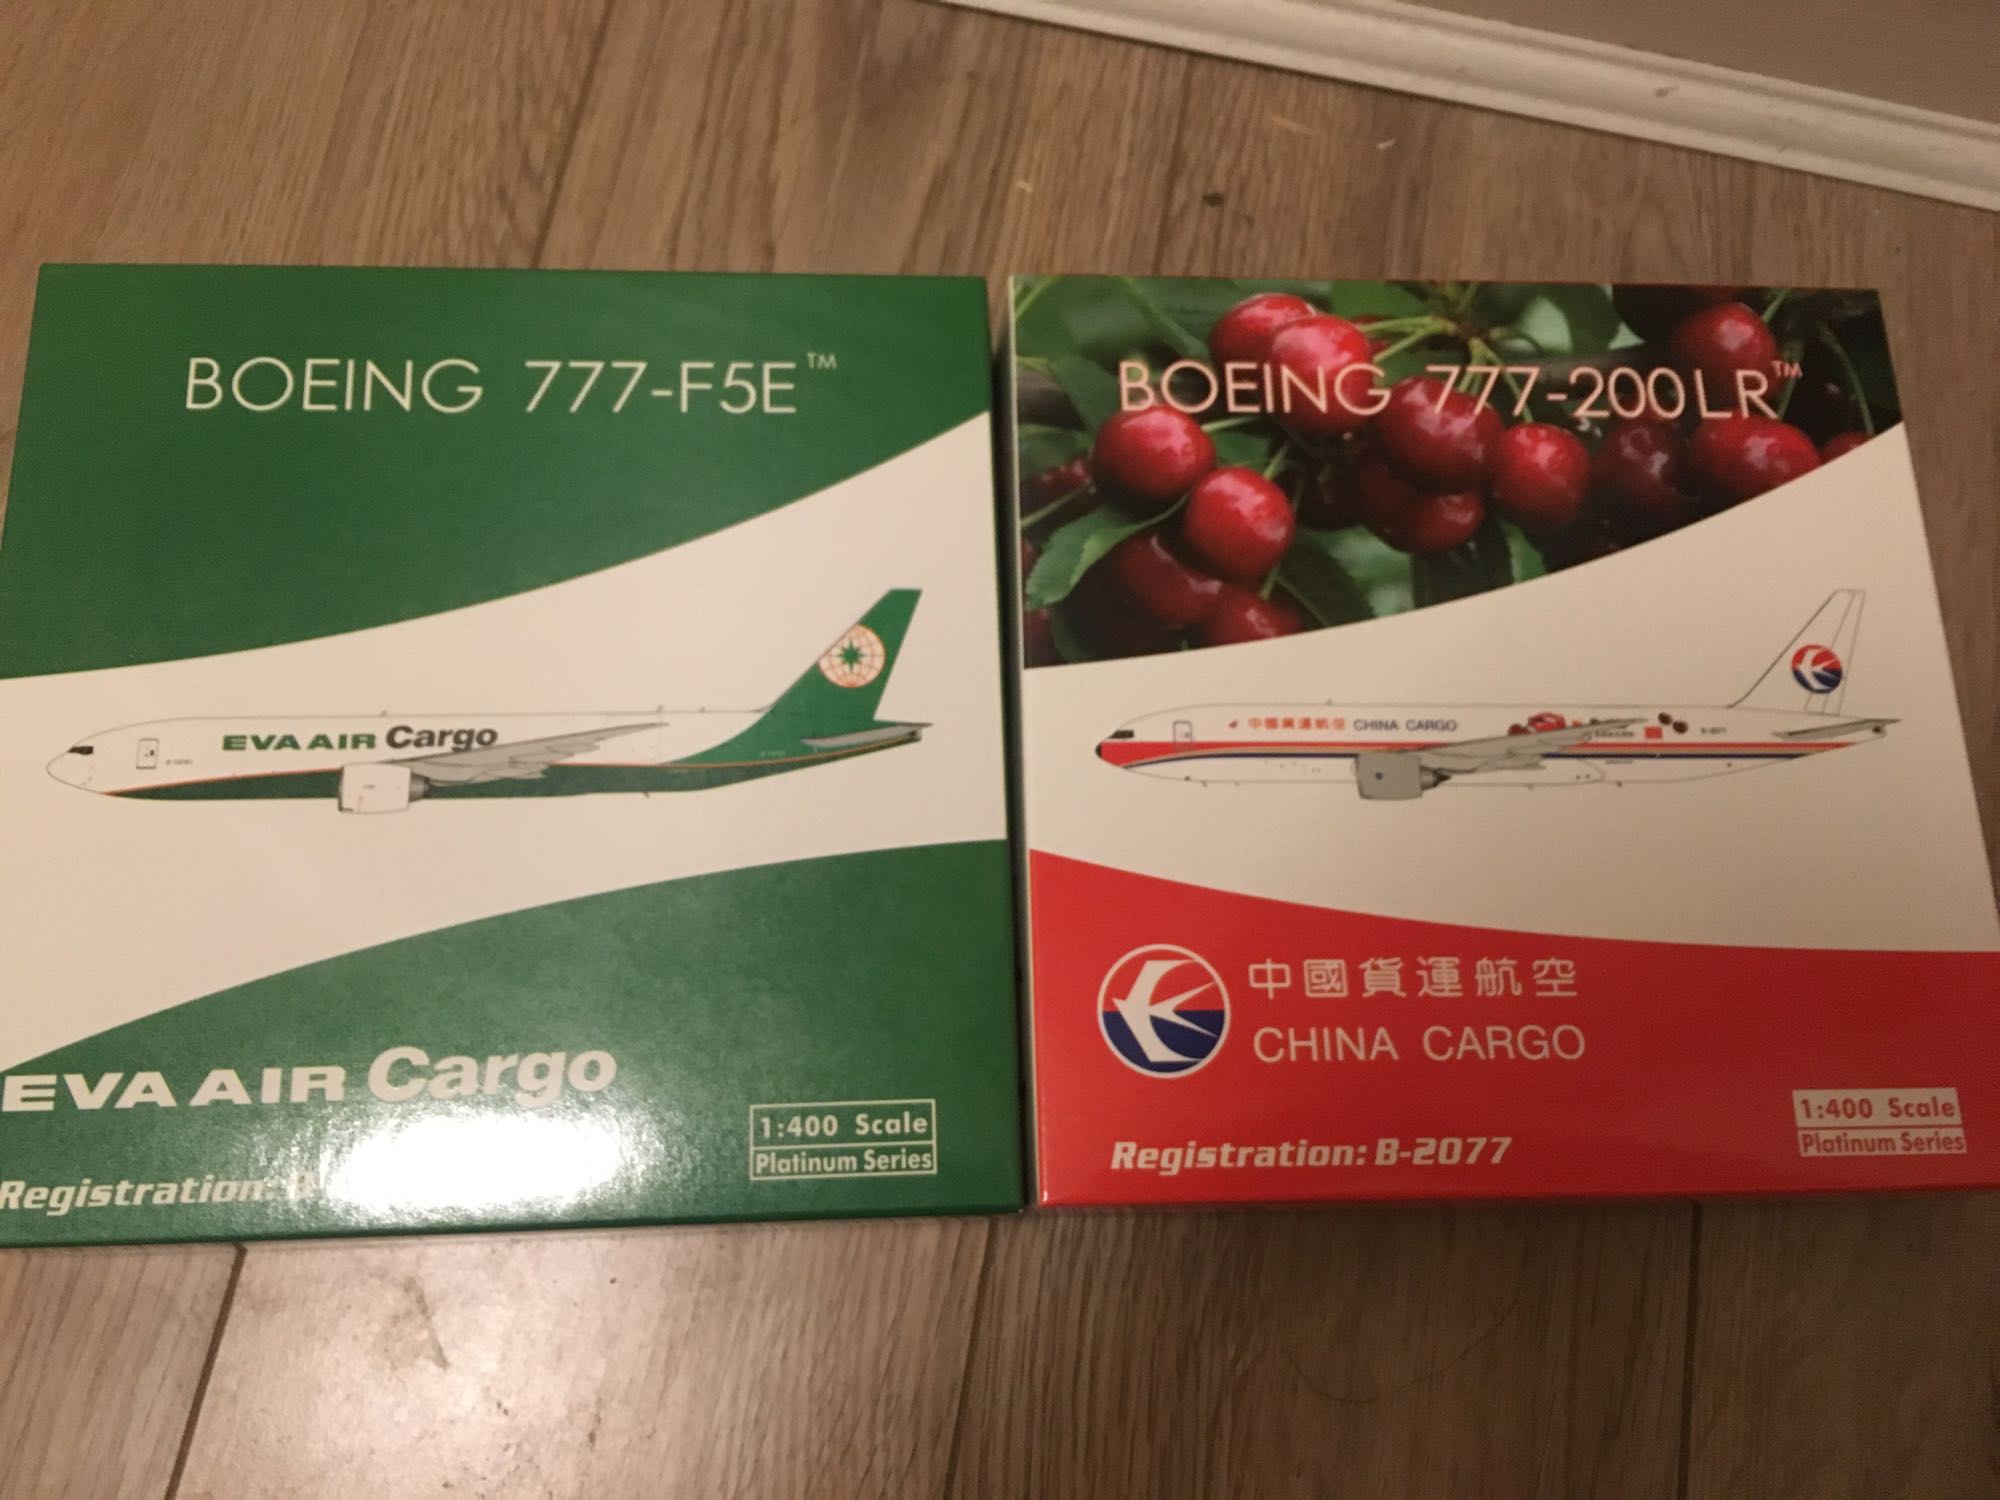 BOEING 777-F5E™
EVA AIR Cargo
EVA AIR Cargo
1:400 Scale
Platinum Series
Registration:
BOEING 777-200LR™
中國貨運航空 CHINA CARGO
B-2077
中國貨運航空
CHINA CARGO
Registration: B-2077
1:400 Scale
Platinum Series